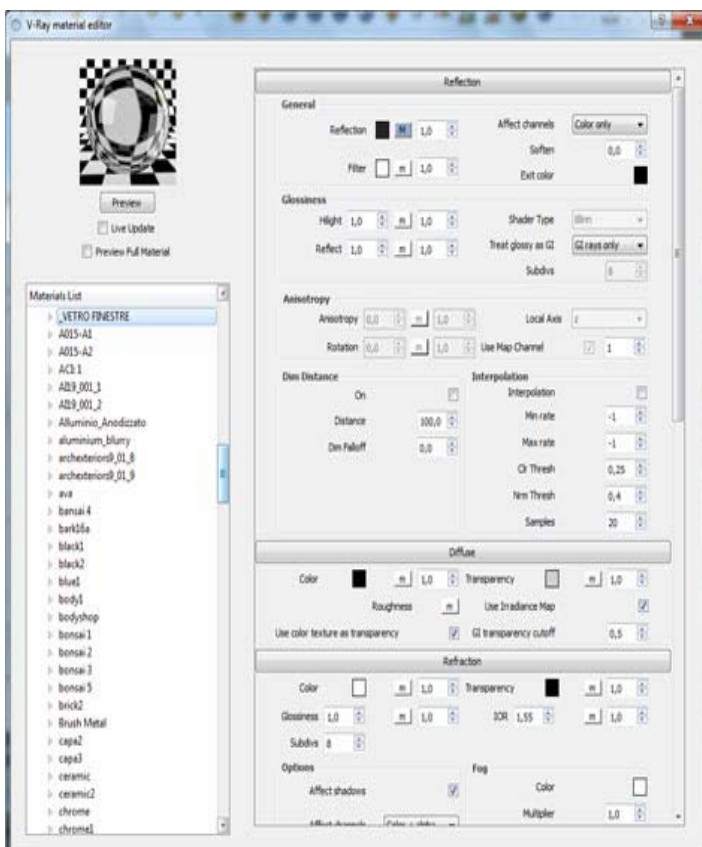 V-Ray material editor
Preview
Live Update
Preview Full Material
Materials List
_VETRO FINESTRE
A015-A1
A015-A2
AC3: 1
AI19_001_1
AI19_001_2
Alluminio_Anodizzato
aluminium_blurry
archexteriors9_01_8
archexteriors9_01_9
ava
bansai 4
bark16a
black1
black2
blue1
body1
bodyshop
bonsai 1
bonsai 2
bonsai 3
bonsai 5
brick2
Brush Metal
capa2
capa3
ceramic
ceramic2
chrome
chrome1
Reflection
General
Reflection M 1,0 Affect channels Color only
Soften 0,0
Filter m 1,0
Exit color
Glossiness
Hilight 1,0 m 1,0 Shader Type Blinn
Reflect 1,0 m 1,0 Treat glossy as GI GI rays only
Subdivs 8
Anisotropy
Anisotropy 0,0 m 1,0 Local Axis z
Rotation 0,0 m 1,0 Use Map Channel 1
Dim Distance Interpolation
On Interpolation
Distance 100,0 Min rate -1
Dim Falloff 0,0 Max rate -1
Clr Thresh 0,25
Nrm Thresh 0,4
Samples 20
Diffuse
Color m 1,0 Transparency m 1,0
Roughness m Use Irradiance Map
Use color texture as transparency GI transparency cutoff 0,5
Refraction
Color m 1,0 Transparency m 1,0
Glossiness 1,0 m 1,0 IOR 1,55 m 1,0
Subdivs 8
Options Fog
Affect shadows Color
Affect channels Color + alpha Multiplier 1,0